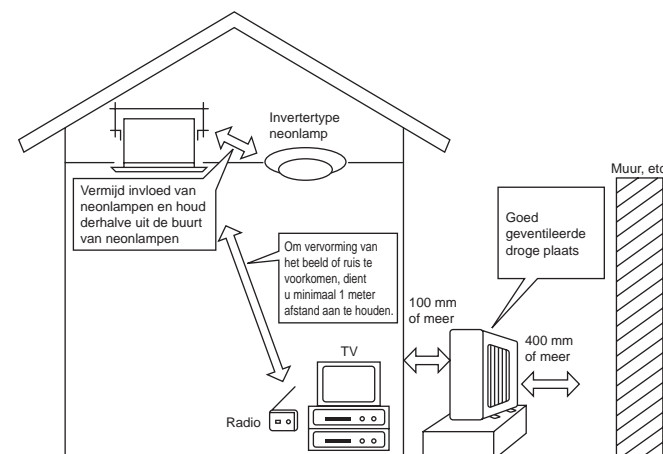 Invertertype
neonlamp
Muur, etc
Vermijd invloed van
neonlampen en houd
derhalve uit de buurt
van neonlampen
Goed
geventileerde
droge plaats
Om vervorming van
het beeld of ruis te
voorkomen, dient
u minimaal 1 meter
afstand aan te houden.
100 mm
of meer
400 mm
of meer
TV
Radio